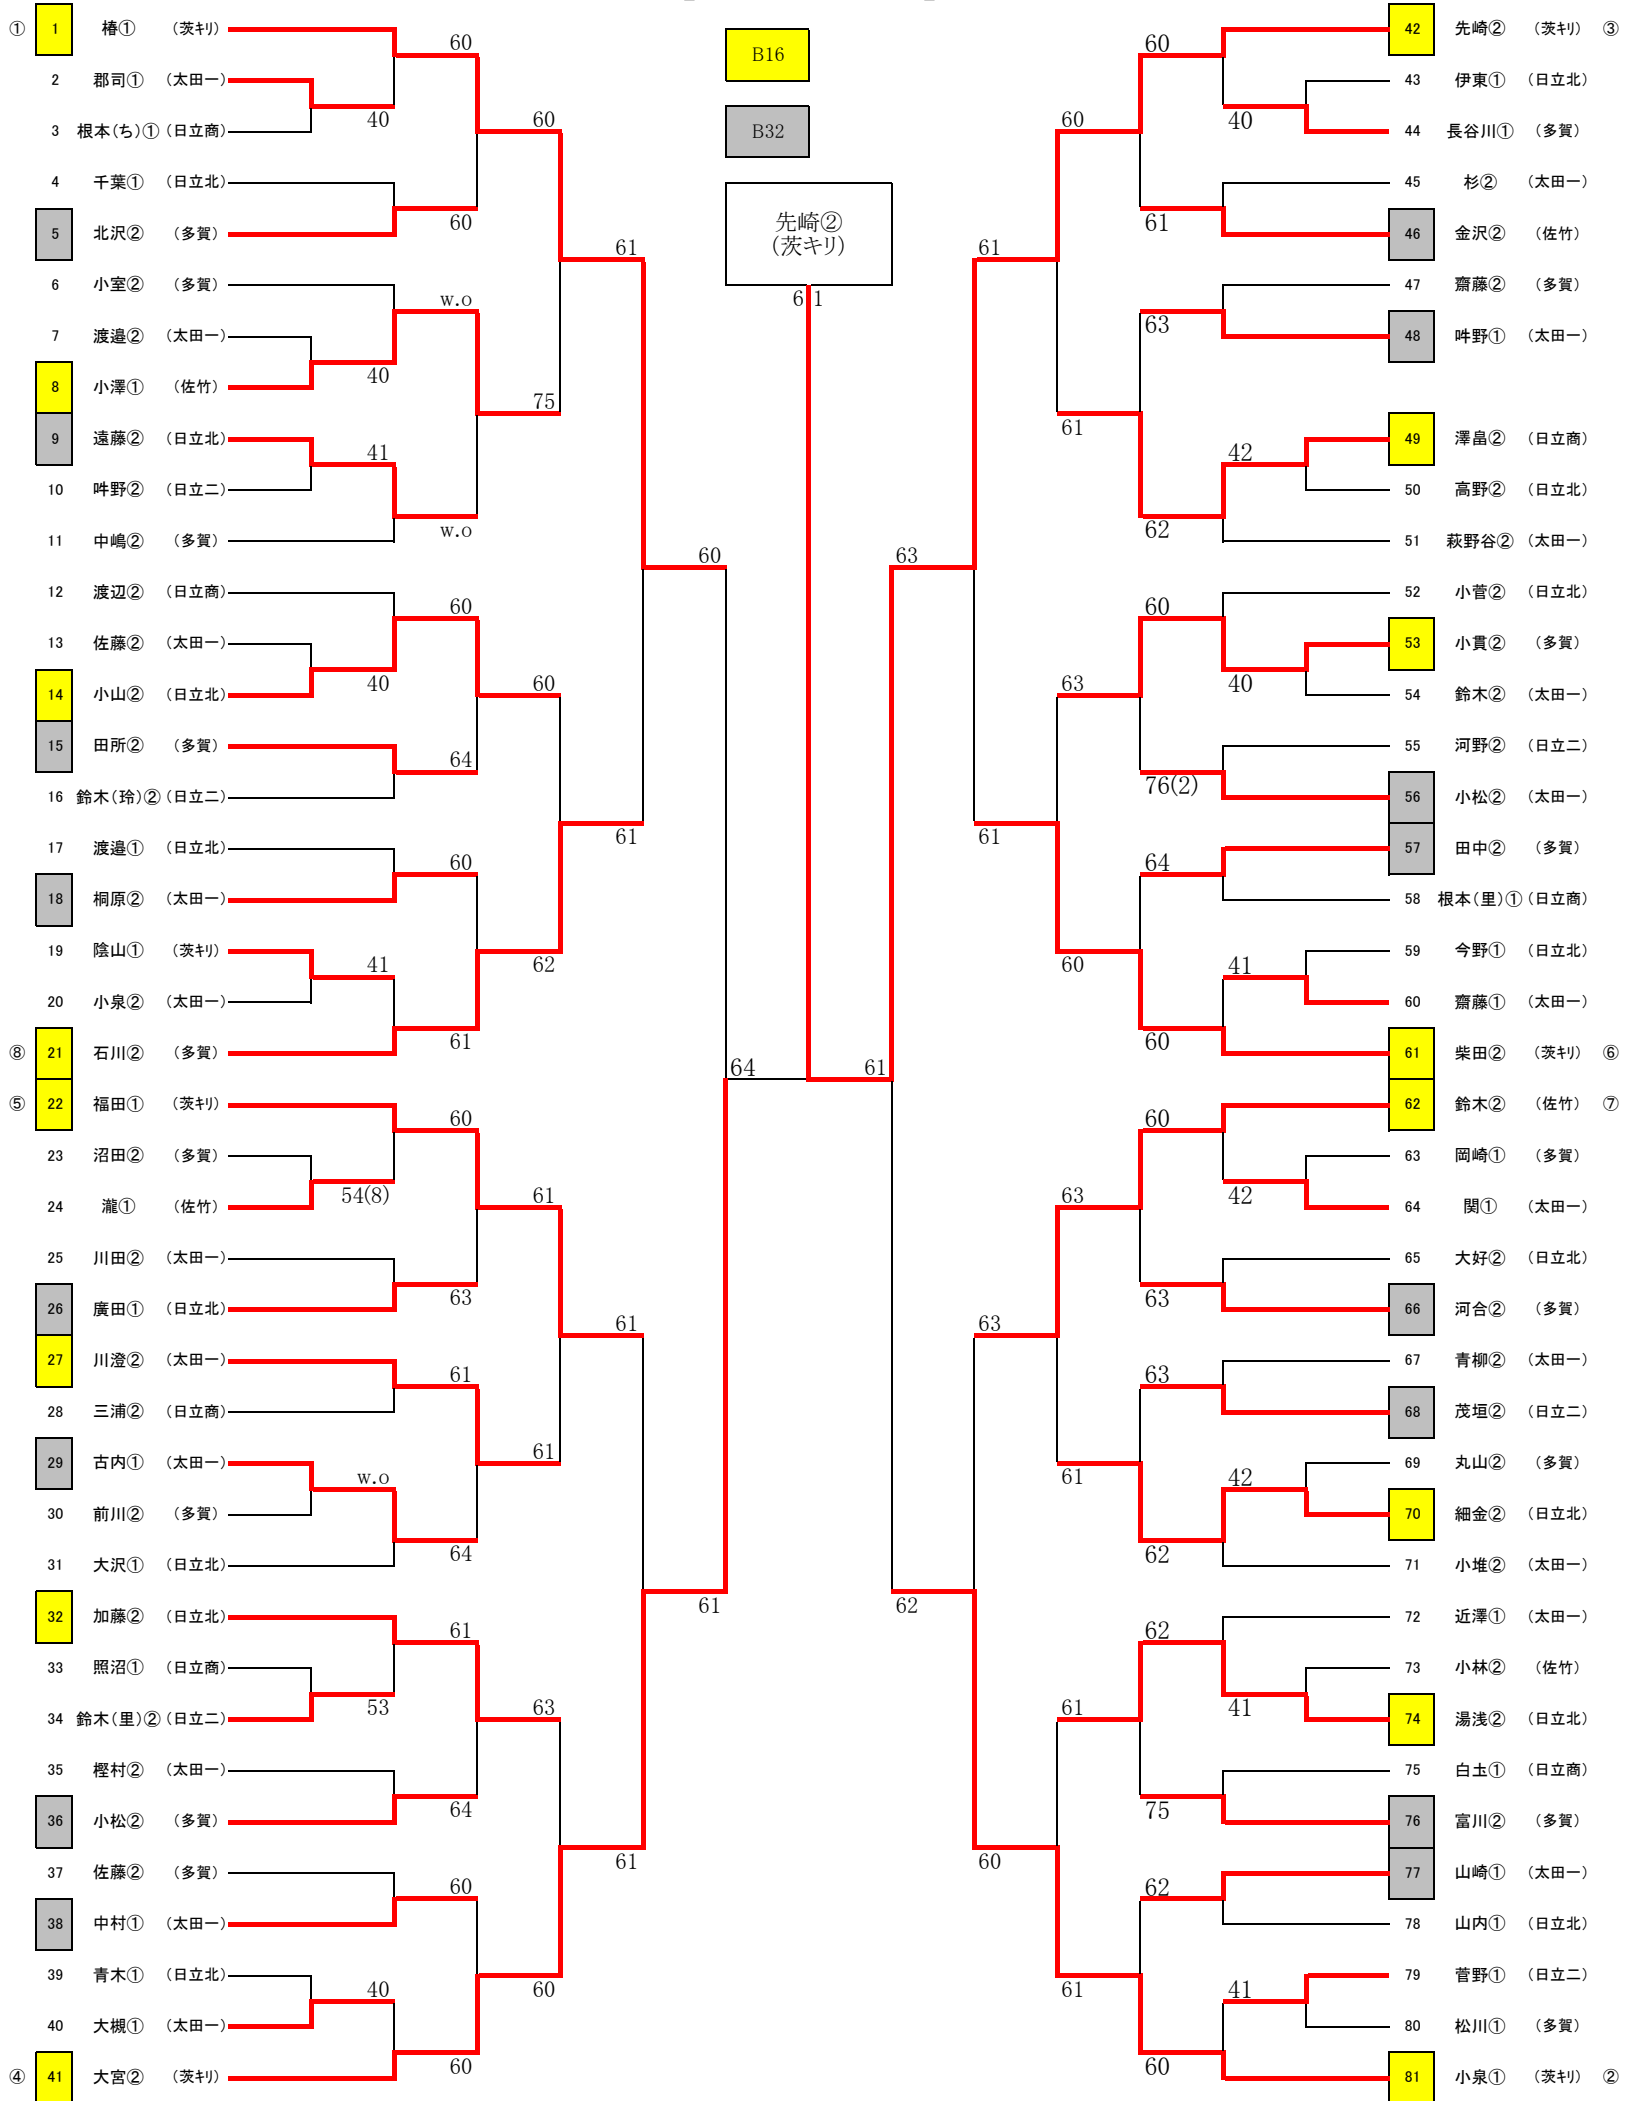 ① 1 椿① (茨キリ)
2 郡司① (太田一)
3 根本(ち)① (日立商)
4 千葉① (日立北)
5 北沢② (多賀)
6 小室② (多賀)
7 渡邉② (太田一)
8 小澤① (佐竹)
9 遠藤② (日立北)
10 吽野② (日立二)
11 中嶋② (多賀)
12 渡辺② (日立商)
13 佐藤② (太田一)
14 小山② (日立北)
15 田所② (多賀)
16 鈴木(玲)② (日立二)
17 渡邉① (日立北)
18 桐原② (太田一)
19 陰山① (茨キリ)
20 小泉② (太田一)
⑧ 21 石川② (多賀)
⑤ 22 福田① (茨キリ)
23 沼田② (多賀)
24 瀧① (佐竹)
25 川田② (太田一)
26 廣田① (日立北)
27 川澄② (太田一)
28 三浦② (日立商)
29 古内① (太田一)
30 前川② (多賀)
31 大沢① (日立北)
32 加藤② (日立北)
33 照沼① (日立商)
34 鈴木(里)② (日立二)
35 樫村② (太田一)
36 小松② (多賀)
37 佐藤② (多賀)
38 中村① (太田一)
39 青木① (日立北)
40 大槻① (太田一)
④ 41 大宮② (茨キリ)
40
40
41
40
41
54(8)
w.o
53
40
60
60
w.o
w.o
60
64
60
61
60
63
61
64
61
64
60
60
60
75
60
62
61
61
63
60
61
61
61
61
60
61
64
B16
B32
先崎②
(茨キリ)
61
61
63
62
61
61
63
60
60
61
63
60
63
61
61
61
60
61
63
62
60
76(2)
64
60
60
63
63
62
62
75
62
60
40
42
40
41
42
42
41
41
42 先崎② (茨キリ) ③
43 伊東① (日立北)
44 長谷川① (多賀)
45 杉② (太田一)
46 金沢② (佐竹)
47 齋藤② (多賀)
48 吽野① (太田一)
49 澤畠② (日立商)
50 高野② (日立北)
51 萩野谷② (太田一)
52 小菅② (日立北)
53 小貫② (多賀)
54 鈴木② (太田一)
55 河野② (日立二)
56 小松② (太田一)
57 田中② (多賀)
58 根本(里)① (日立商)
59 今野① (日立北)
60 齋藤① (太田一)
61 柴田② (茨キリ) ⑥
62 鈴木② (佐竹) ⑦
63 岡崎① (多賀)
64 関① (太田一)
65 大好② (日立北)
66 河合② (多賀)
67 青柳② (太田一)
68 茂垣② (日立二)
69 丸山② (多賀)
70 細金② (日立北)
71 小堆② (太田一)
72 近澤① (太田一)
73 小林② (佐竹)
74 湯浅② (日立北)
75 白圡① (日立商)
76 富川② (多賀)
77 山崎① (太田一)
78 山内① (日立北)
79 菅野① (日立二)
80 松川① (多賀)
81 小泉① (茨キリ) ②